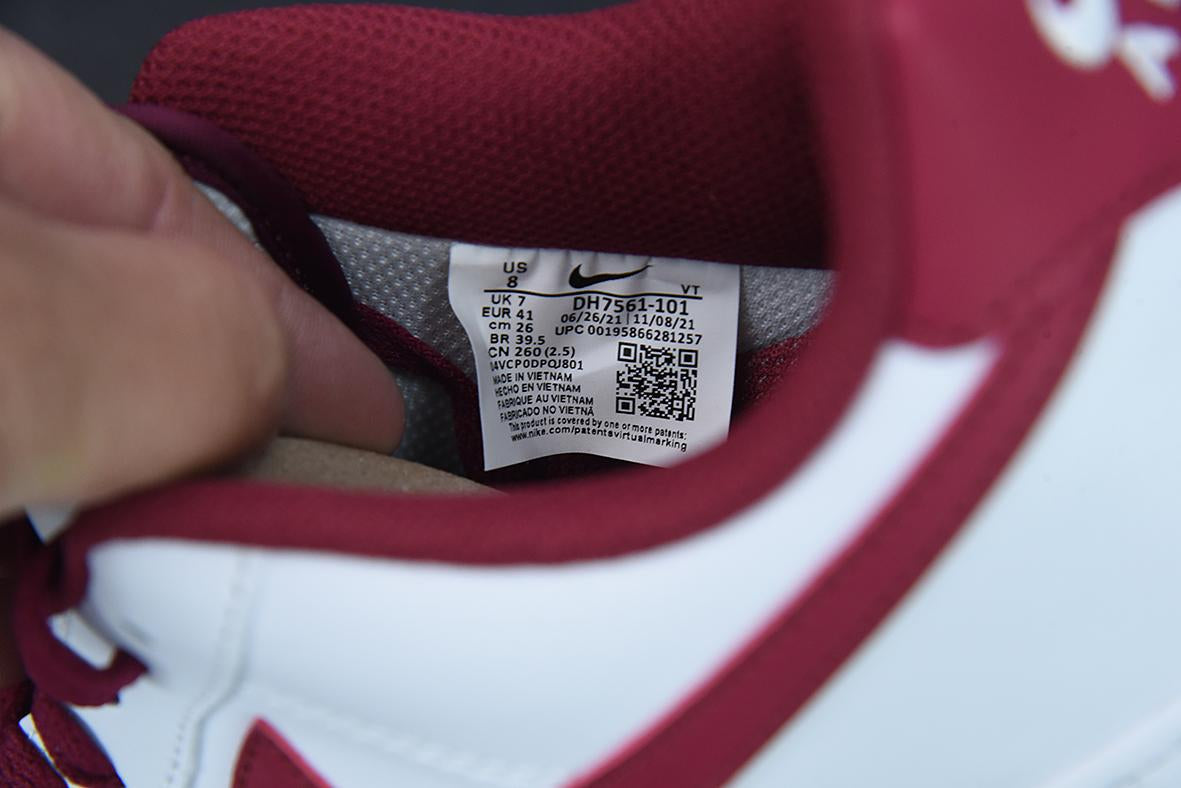 US
8
VT
UK 7
EUR 41
cm 26
BR 39.5
CN 260 (2.5)
04VCP0DPQJ801
DH7561-101
06/26/21 | 11/08/21
UPC 00195866281257
MADE IN VIETNAM
HECHO EN VIETNAM
FABRIQUE AU VIETNAM
FABRICADO NO VIETNÃ
This product is covered by one or more patents:
www.nike.com/patentsvirtualmarking